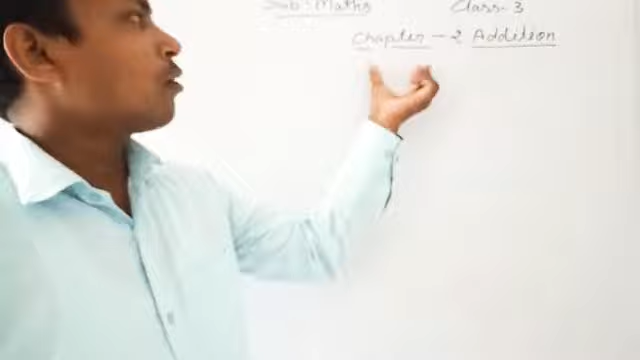 Sub:- Maths Class- 3
Chapter - 2 Addition